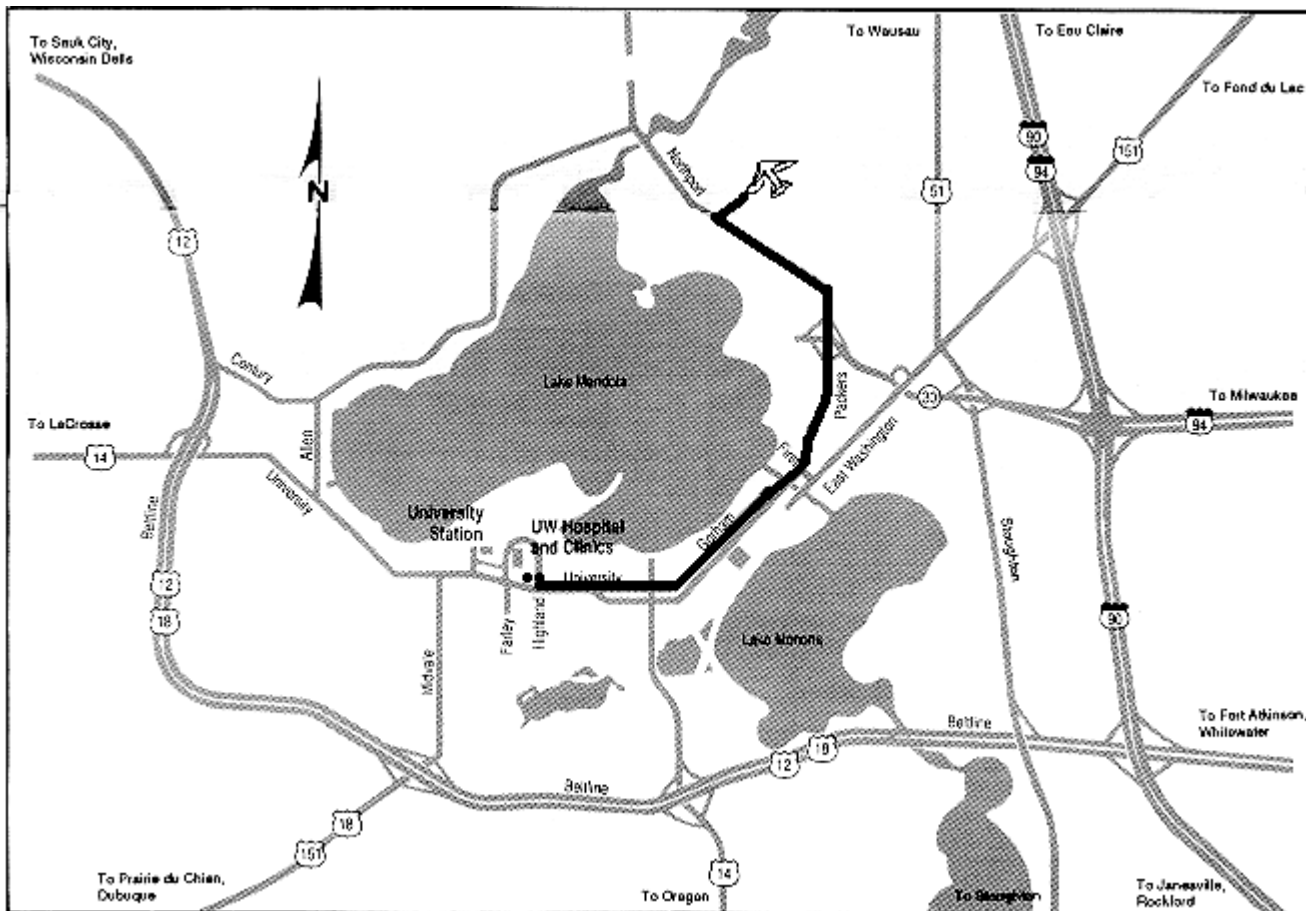 To Sauk City,
Wisconsin Dells
To Wausau
To Eau Claire
To Fond du Lac
90
94
151
51
12
N
Northport
Century
Lake Mendota
Packers
30
To Milwaukee
94
To LaCrosse
14
Allen
University
East Washington
First
Gorham
University
Station
UW Hospital
and Clinics
University
Beltline
12
18
Farley
Highland
Midvale
Lake Monona
Stoughton
90
Beltline
To Fort Atkinson,
Whitewater
12
18
Beltline
18
151
To Prairie du Chien,
Dubuque
To Oregon
14
To Stoughton
To Janesville,
Rockford